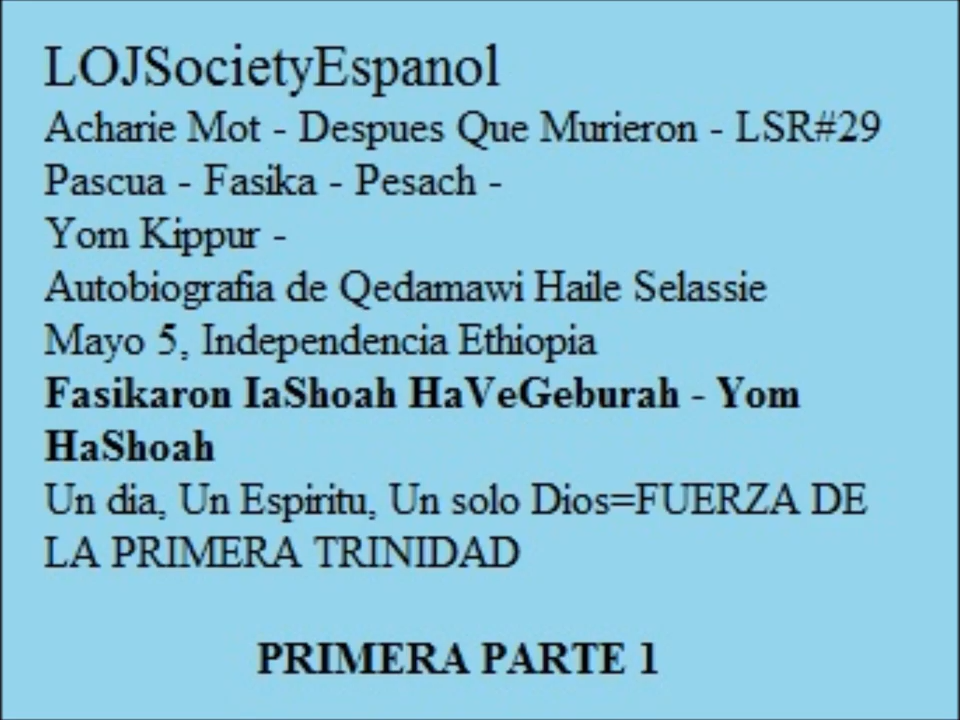 LOJSocietyEspanol
Acharie Mot - Despues Que Murieron - LSR#29
Pascua - Fasika - Pesach -
Yom Kippur -
Autobiografia de Qedamawi Haile Selassie
Mayo 5, Independencia Ethiopia
Fasikaron IaShoah HaVeGeburah - Yom
HaShoah
Un dia, Un Espiritu, Un solo Dios=FUERZA DE
LA PRIMERA TRINIDAD
PRIMERA PARTE 1